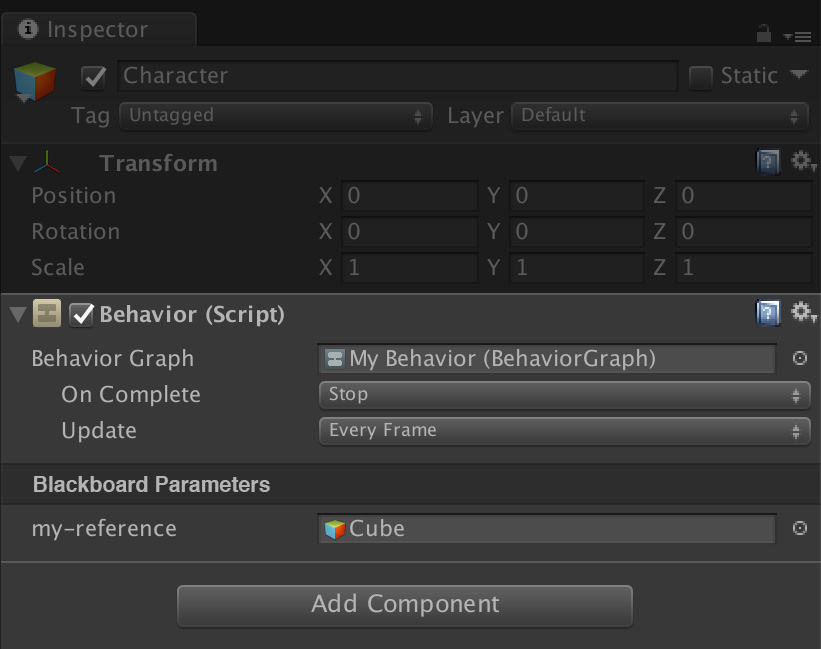 Inspector
Character Static
Tag Untagged Layer Default
Transform
Position X 0 Y 0 Z 0
Rotation X 0 Y 0 Z 0
Scale X 1 Y 1 Z 1
Behavior (Script)
Behavior Graph My Behavior (BehaviorGraph)
On Complete Stop
Update Every Frame
Blackboard Parameters
my-reference Cube
Add Component